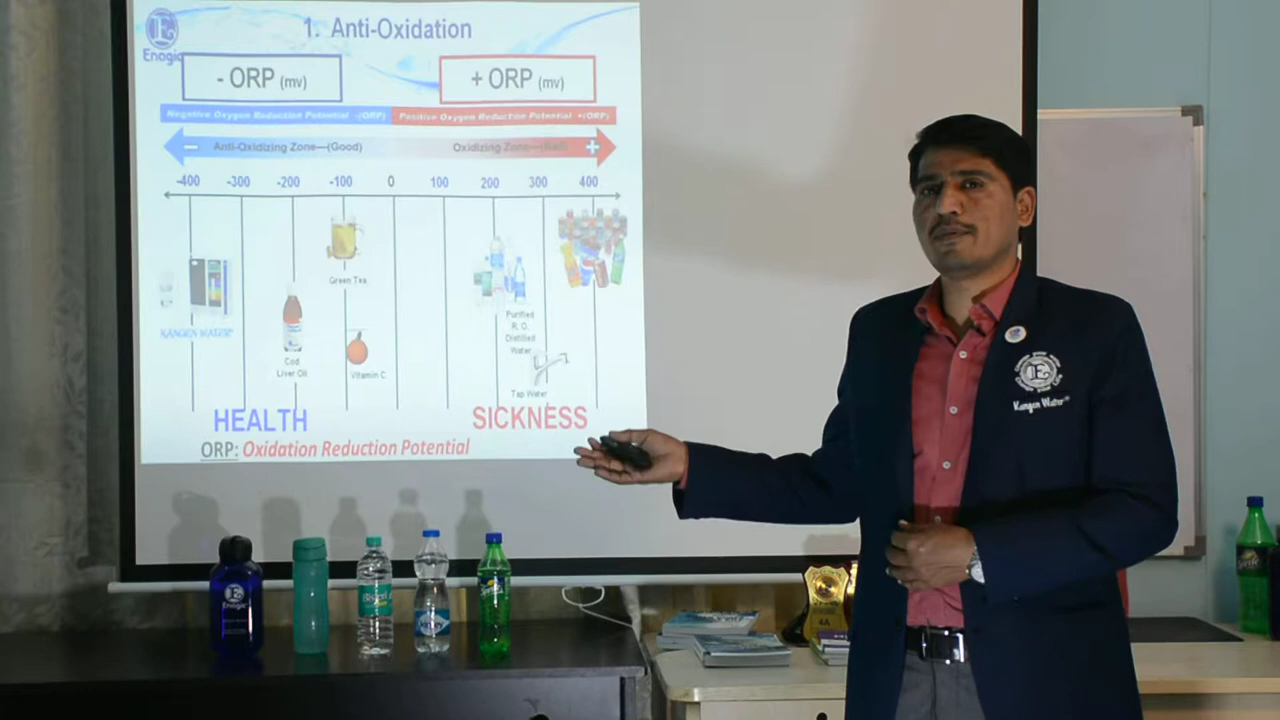 1. Anti-Oxidation
E
Enagic
- ORP (mv)
+ ORP (mv)
Negative Oxygen Reduction Potential -(ORP)
Positive Oxygen Reduction Potential +(ORP)
Anti-Oxidizing Zone—(Good)
Oxidizing Zone—(Bad)
-400 -300 -200 -100 0 100 200 300 400
Green Tea
KANGEN WATER®
Purified
R. O.
Distilled
Water
Cod
Liver Oil
Vitamin C
Tap Water
HEALTH
SICKNESS
ORP: Oxidation Reduction Potential
E
Kangen Water®
E
Enagic
Sprite
4A